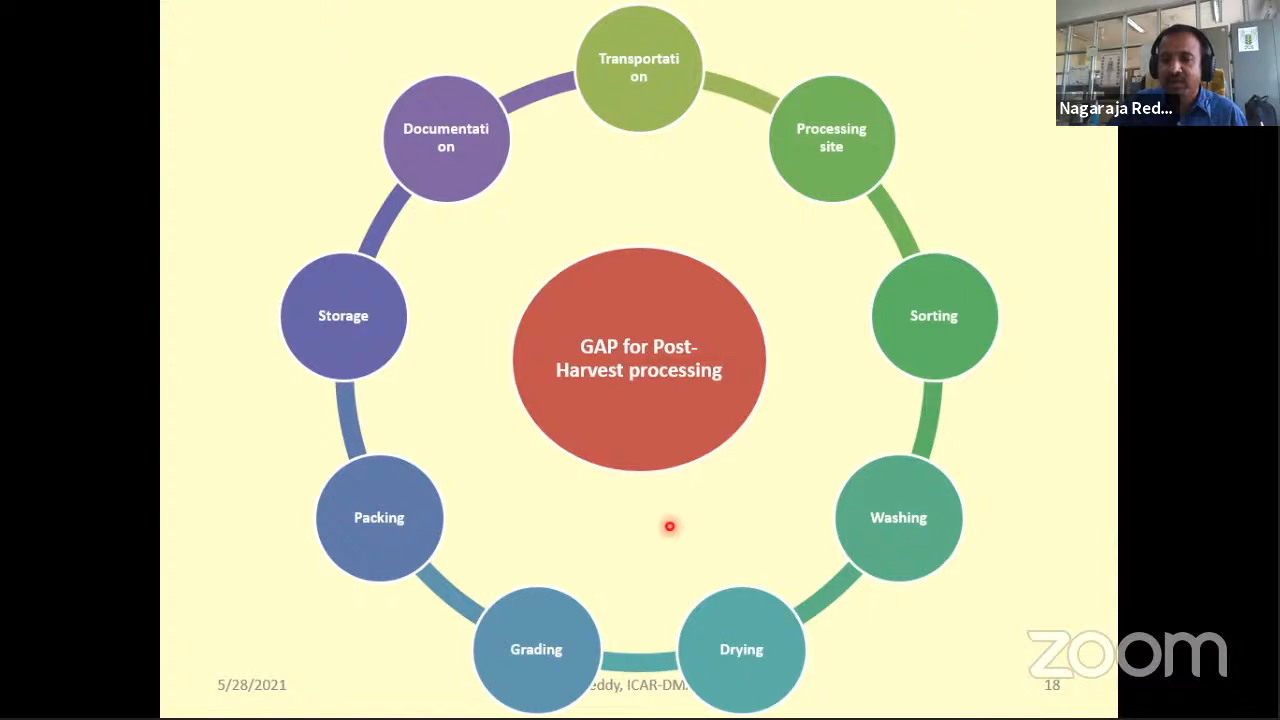 Transportati
on
Processing
site
Sorting
Washing
Drying
Grading
Packing
Storage
Documentati
on
GAP for Post-
Harvest processing
Nagaraja Red...
5/28/2021
eddy, ICAR-DM
18
zoom